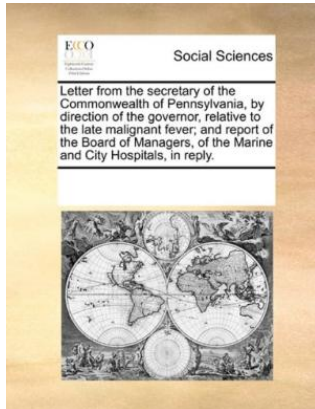 ECCO
Social Sciences
Letter from the secretary of the
Commonwealth of Pennsylvania, by
direction of the governor, relative to
the late malignant fever; and report of
the Board of Managers, of the Marine
and City Hospitals, in reply.